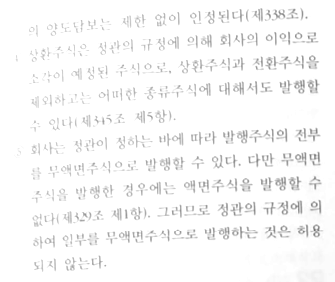 의 양도담보는 제한 없이 인정된다(제338조).
상환주식은 정관의 규정에 의해 회사의 이익으로
소각이 예정된 주식으로, 상환주식과 전환주식을
제외하고는 어떠한 종류주식에 대해서도 발행할
수 있다(제345조 제5항).
회사는 정관이 정하는 바에 따라 발행주식의 전부
를 무액면주식으로 발행할 수 있다. 다만 무액면
주식을 발행한 경우에는 액면주식을 발행할 수
없다(제329조 제1항). 그러므로 정관의 규정에 의
하여 일부를 무액면주식으로 발행하는 것은 허용
되지 않는다.